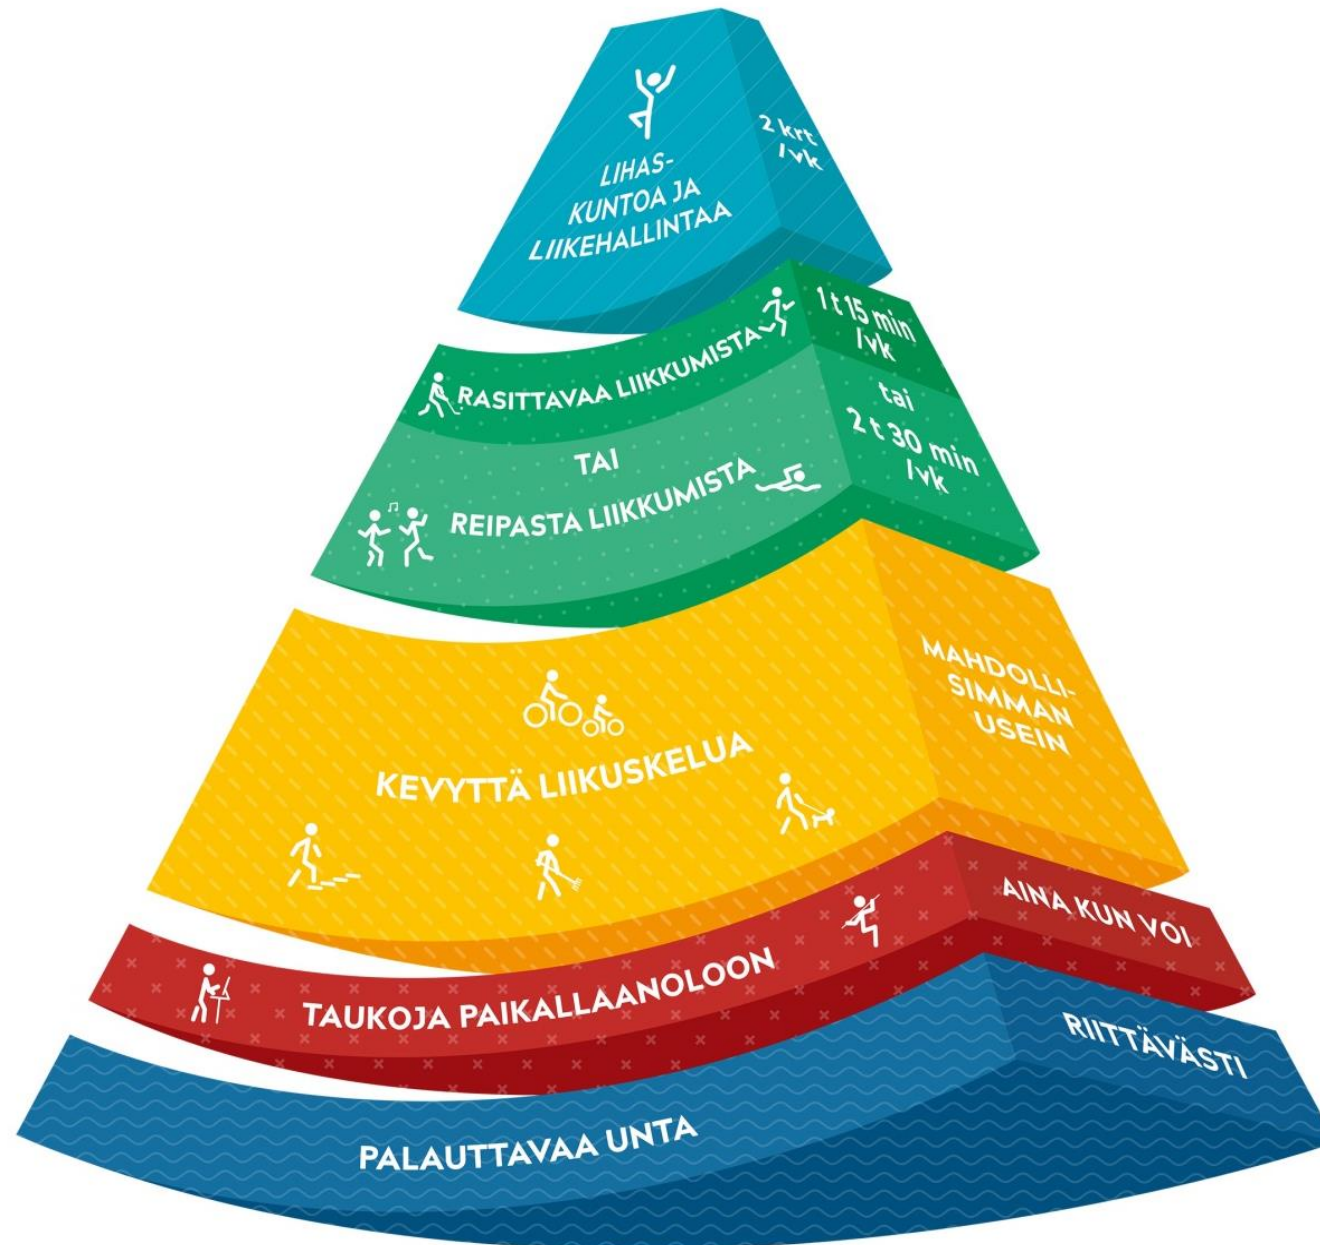 LIHAS-
KUNTOA JA
LIIKEHALLINTAA
2 krt
/vk
RASITTAVAA LIIKKUMISTA
1 t 15 min
/vk
TAI
REIPASTA LIIKKUMISTA
tai
2 t 30 min
/vk
KEVYTTÄ LIIKUSKELUA
MAHDOLLI-
SIMMAN
USEIN
TAUKOJA PAIKALLAANOLOON
AINA KUN VOI
PALAUTTAVAA UNTA
RIITTÄVÄSTI